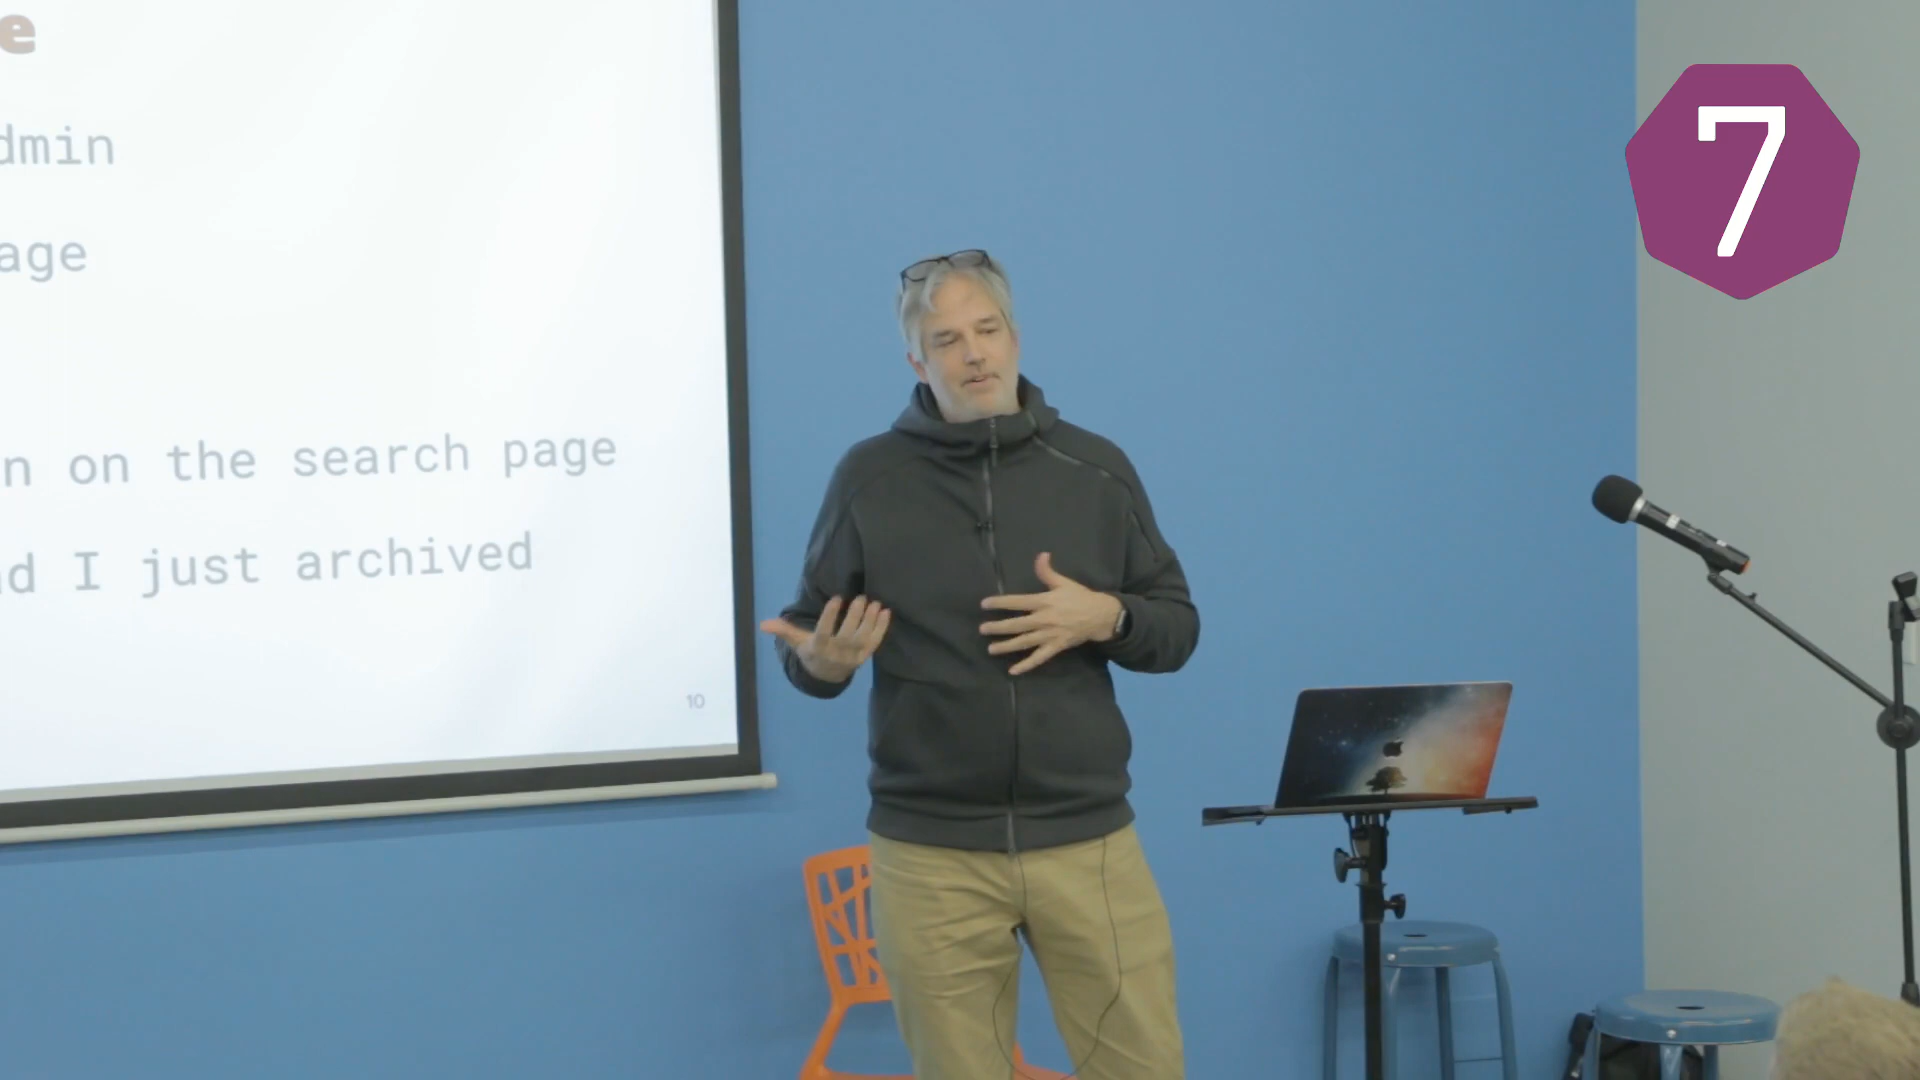 e
dmin
age
n on the search page
d I just archived
10
7